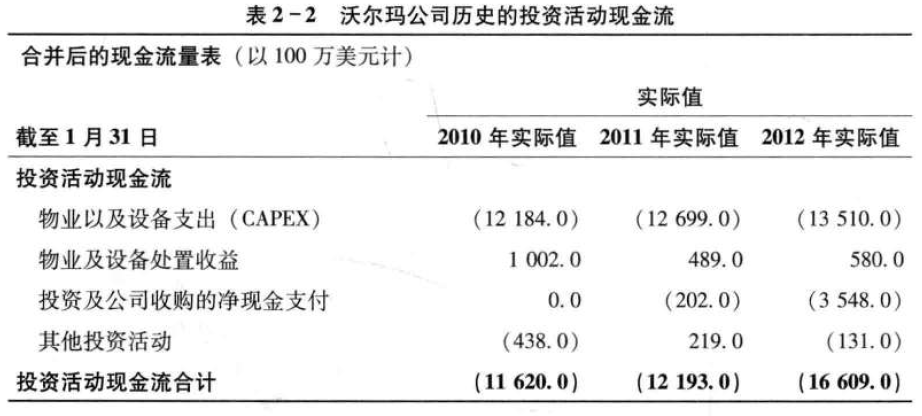 表 2-2 沃尔玛公司历史的投资活动现金流
合并后的现金流量表（以 100 万美元计）
实际值
截至 1 月 31 日 2010 年实际值 2011 年实际值 2012 年实际值
投资活动现金流
物业以及设备支出（CAPEX） (12 184.0) (12 699.0) (13 510.0)
物业及设备处置收益 1 002.0 489.0 580.0
投资及公司收购的净现金支付 0.0 (202.0) (3 548.0)
其他投资活动 (438.0) 219.0 (131.0)
投资活动现金流合计 (11 620.0) (12 193.0) (16 609.0)